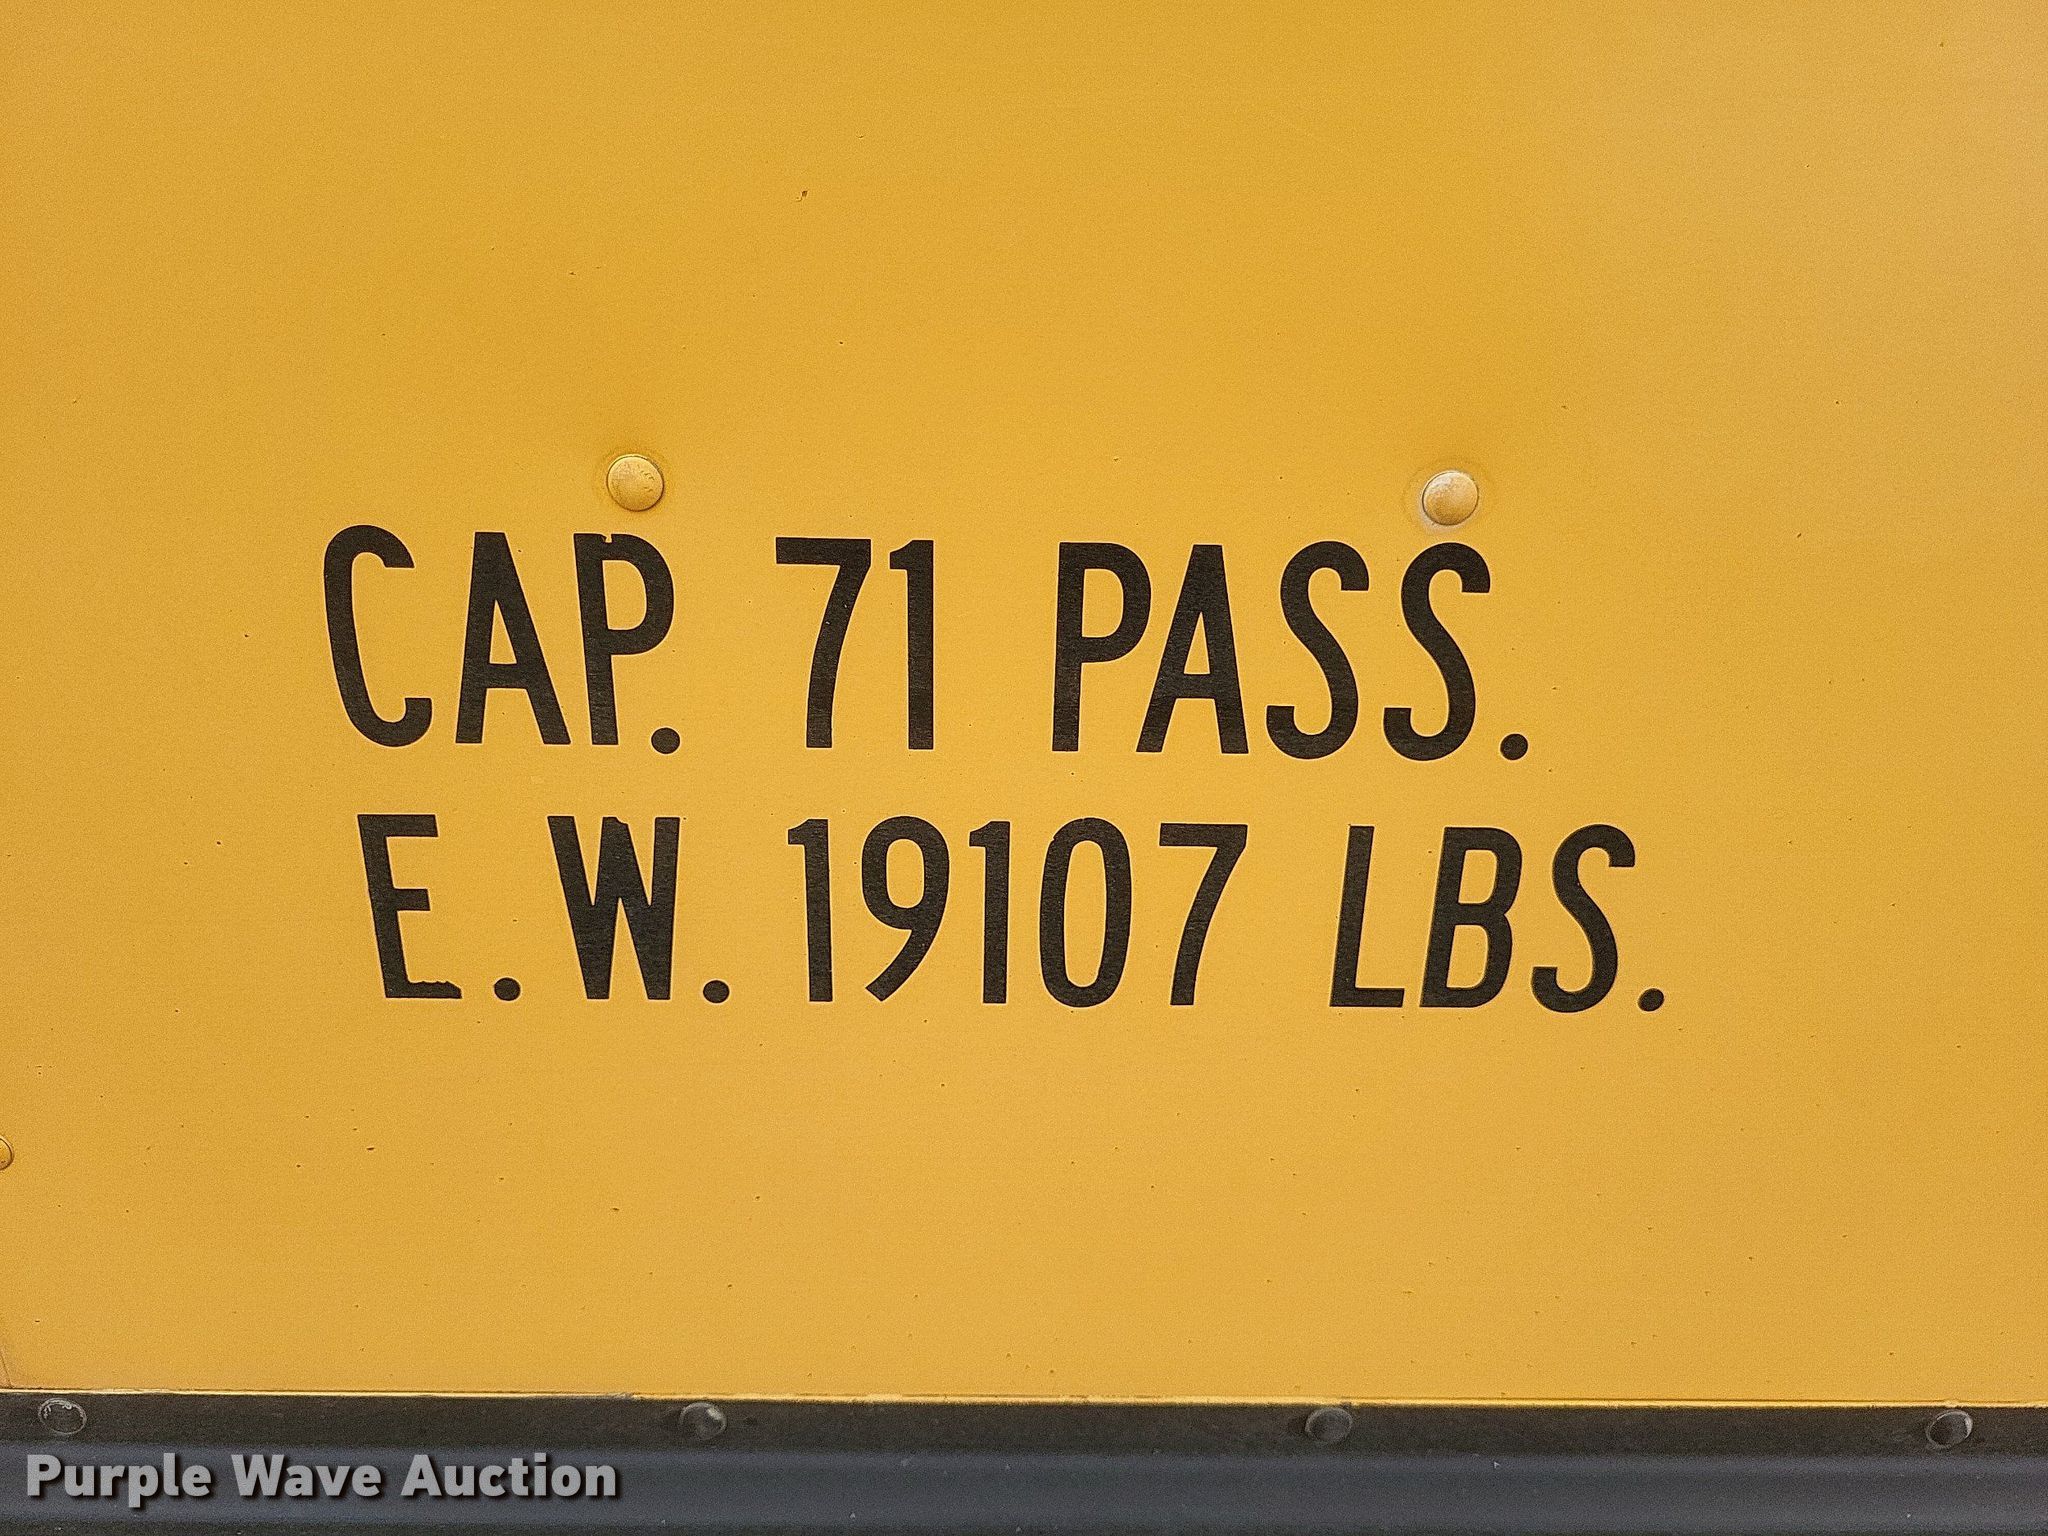 CAP. 71 PASS.
E.W. 19107 LBS.
Purple Wave Auction